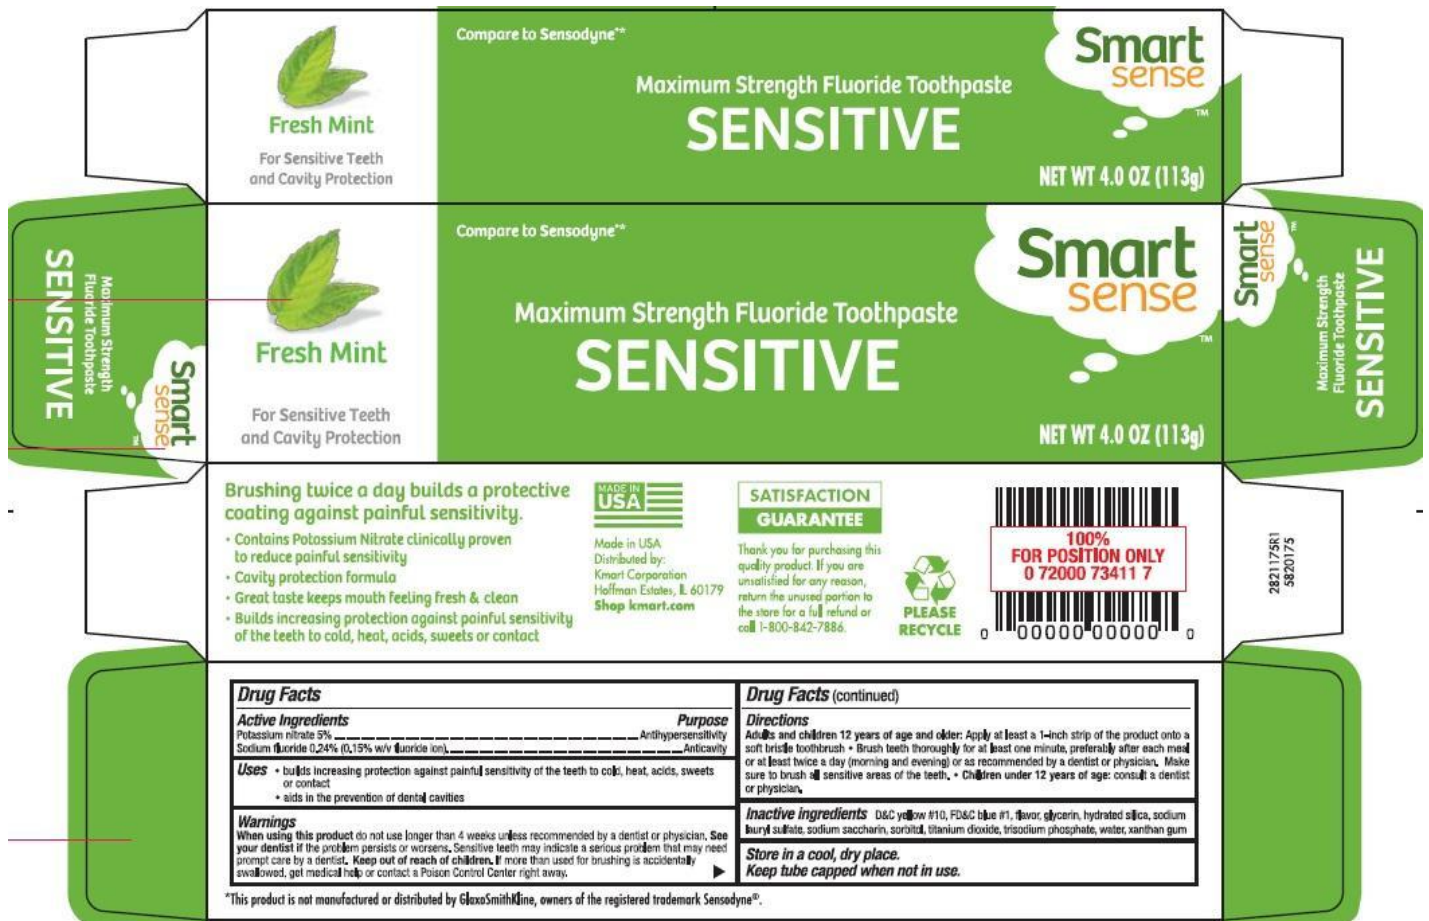 Compare to Sensodyne**
Smart
sense
TM
Maximum Strength Fluoride Toothpaste
SENSITIVE
NET WT 4.0 OZ (113g)
Fresh Mint
For Sensitive Teeth
and Cavity Protection
Maximum Strength
Fluoride Toothpaste
SENSITIVE
Smart
sense
TM
Fresh Mint
For Sensitive Teeth
and Cavity Protection
Compare to Sensodyne**
Maximum Strength Fluoride Toothpaste
SENSITIVE
Smart
sense
TM
NET WT 4.0 OZ (113g)
Smart
sense
TM
Maximum Strength
Fluoride Toothpaste
SENSITIVE
Brushing twice a day builds a protective
coating against painful sensitivity.
• Contains Potassium Nitrate clinically proven
to reduce painful sensitivity
• Cavity protection formula
• Great taste keeps mouth feeling fresh & clean
• Builds increasing protection against painful sensitivity
of the teeth to cold, heat, acids, sweets or contact
MADE IN
USA
Made in USA
Distributed by:
Kmart Corporation
Hoffman Estates, IL 60179
Shop kmart.com
SATISFACTION
GUARANTEE
Thank you for purchasing this
quality product. If you are
unsatisfied for any reason,
return the unused portion to
the store for a full refund or
call 1-800-842-7886.
PLEASE
RECYCLE
100%
FOR POSITION ONLY
0 72000 73411 7
0 00000 00000 0
2821175R1
5820175
Drug Facts
Active Ingredients Purpose
Potassium nitrate 5% Antihypersensitivity
Sodium fluoride 0.24% (0.15% w/v fluoride ion) Anticavity
Uses • builds increasing protection against painful sensitivity of the teeth to cold, heat, acids, sweets
or contact
• aids in the prevention of dental cavities
Warnings
When using this product do not use longer than 4 weeks unless recommended by a dentist or physician. See
your dentist if the problem persists or worsens. Sensitive teeth may indicate a serious problem that may need
prompt care by a dentist. Keep out of reach of children. If more than used for brushing is accidentally
swallowed, get medical help or contact a Poison Control Center right away.
Drug Facts (continued)
Directions
Adults and children 12 years of age and older: Apply at least a 1-inch strip of the product onto a
soft bristle toothbrush • Brush teeth thoroughly for at least one minute, preferably after each meal
or at least twice a day (morning and evening) or as recommended by a dentist or physician. Make
sure to brush all sensitive areas of the teeth. • Children under 12 years of age: consult a dentist
or physician.
Inactive ingredients D&C yellow #10, FD&C blue #1, flavor, glycerin, hydrated silica, sodium
lauryl sulfate, sodium saccharin, sorbitol, titanium dioxide, trisodium phosphate, water, xanthan gum
Store in a cool, dry place.
Keep tube capped when not in use.
*This product is not manufactured or distributed by GlaxoSmithKline, owners of the registered trademark Sensodyne®.